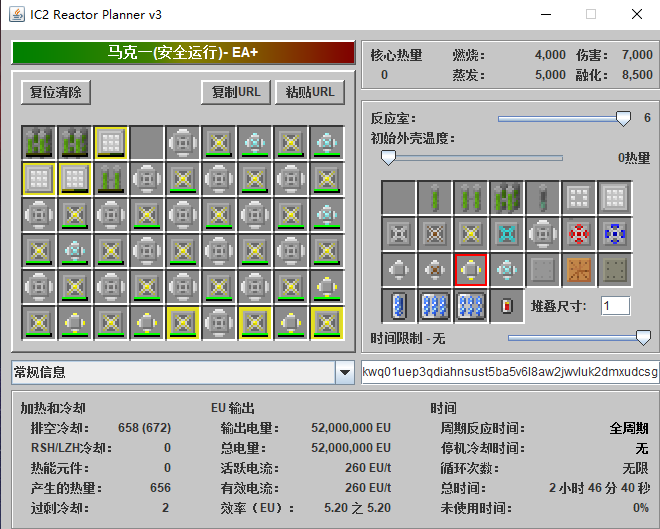 IC2 Reactor Planner v3
马克一(安全运行)- EA+
复位清除
复制URL
粘贴URL
核心热量 燃烧: 4,000 伤害: 7,000
0 蒸发: 5,000 融化: 8,500
反应室: 6
初始外壳温度:
0热量
堆叠尺寸: 1
时间限制 - 无
常规信息
kwq01uep3qdiahnsust5ba5v6l8aw2jwvluk2dmxudcsg
加热和冷却 EU 输出 时间
排空冷却: 658 (672) 输出电量: 52,000,000 EU 周期反应时间: 全周期
RSH/LZH冷却: 0 总电量: 52,000,000 EU 停机冷却时间: 无
热能元件: 0 活跃电流: 260 EU/t 循环次数: 无限
产生的热量: 656 有效电流: 260 EU/t 总时间: 2 小时 46 分 40 秒
过剩冷却: 2 效率（EU）: 5.20 之 5.20 未使用时间: 0%